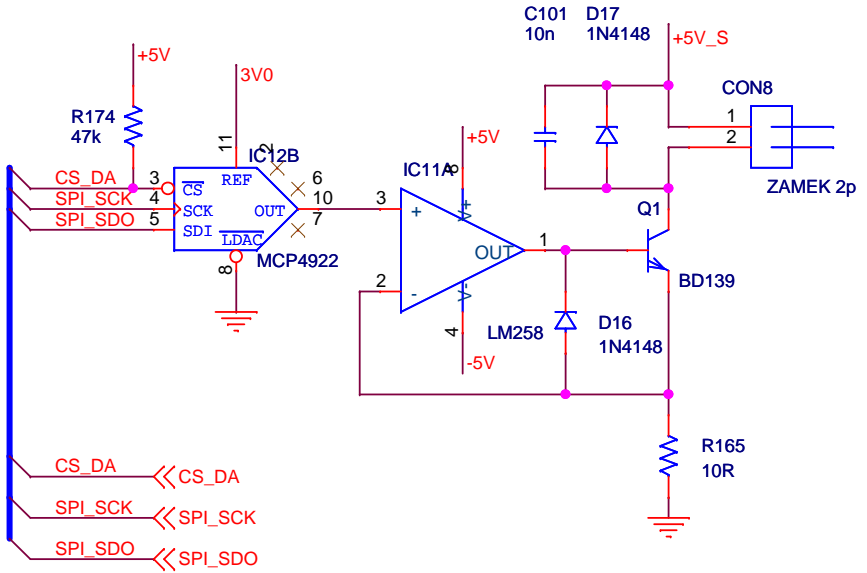 C101 D17
10n 1N4148
+5V_S
+5V
3V0
CON8
R174
47k
1
2
11
2
IC12B
+5V
8
IC11A
ZAMEK 2p
CS_DA 3
SPI_SCK 4
SPI_SDO 5
CS
SCK
SDI
REF
OUT
LDAC
6
10
7
MCP4922
8
3
+
V+
OUT
1
2
-
V-
4
-5V
LM258
Q1
BD139
D16
1N4148
R165
10R
CS_DA CS_DA
SPI_SCK SPI_SCK
SPI_SDO SPI_SDO